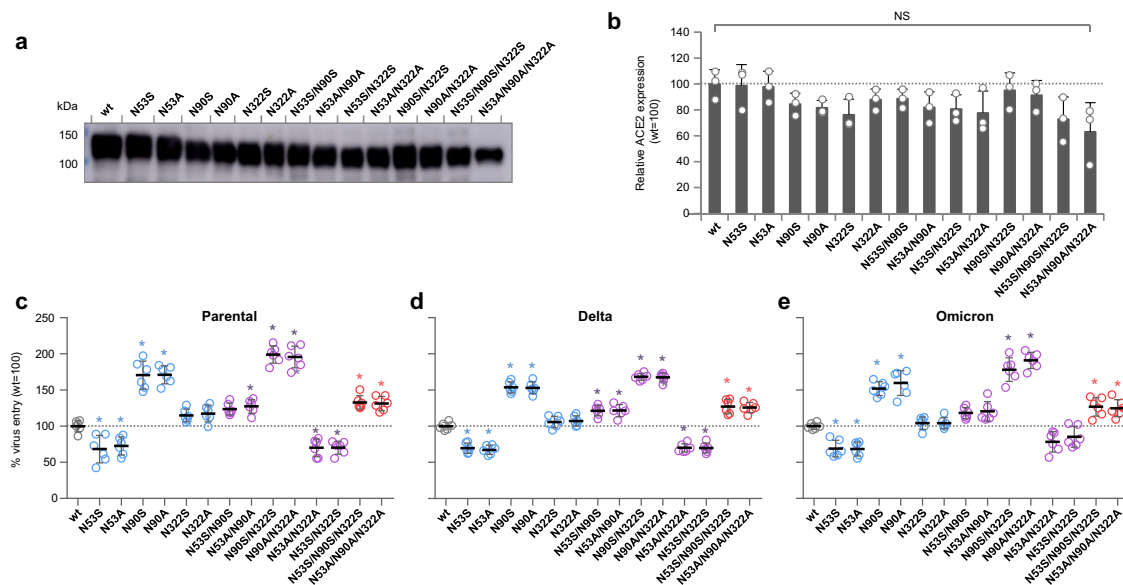 a
kDa
wt
N53S
N53A
N90S
N90A
N322S
N322A
N53S/N90S
N53A/N90A
N53S/N322S
N53A/N322A
N90S/N322S
N90A/N322A
N53S/N90S/N322S
N53A/N90A/N322A
150
100
b
NS
Relative ACE2 expression
(wt=100)
140
120
100
80
60
40
20
0
wt
N53S
N53A
N90S
N90A
N322S
N322A
N53S/N90S
N53A/N90A
N53S/N322S
N53A/N322A
N90S/N322S
N90A/N322A
N53S/N90S/N322S
N53A/N90A/N322A
c
Parental
% virus entry (wt=100)
250
200
150
100
50
0
* * * * * * * * * * *
wt
N53S
N53A
N90S
N90A
N322S
N322A
N53S/N90S
N53A/N90A
N90S/N322S
N90A/N322A
N53A/N322A
N53S/N322S
N53S/N90S/N322S
N53A/N90A/N322A
d
Delta
* * * * * * * * * * * *
wt
N53S
N53A
N90S
N90A
N322S
N322A
N53S/N90S
N53A/N90A
N90S/N322S
N90A/N322A
N53A/N322A
N53S/N322S
N53S/N90S/N322S
N53A/N90A/N322A
e
Omicron
* * * * * * * *
wt
N53S
N53A
N90S
N90A
N322S
N322A
N53S/N90S
N53A/N90A
N90S/N322S
N90A/N322A
N53A/N322A
N53S/N322S
N53S/N90S/N322S
N53A/N90A/N322A